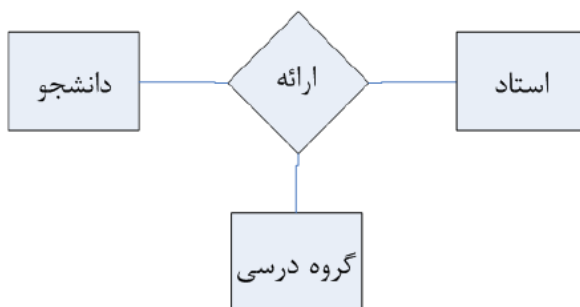 استاد
ارائه
دانشجو
گروه درسی